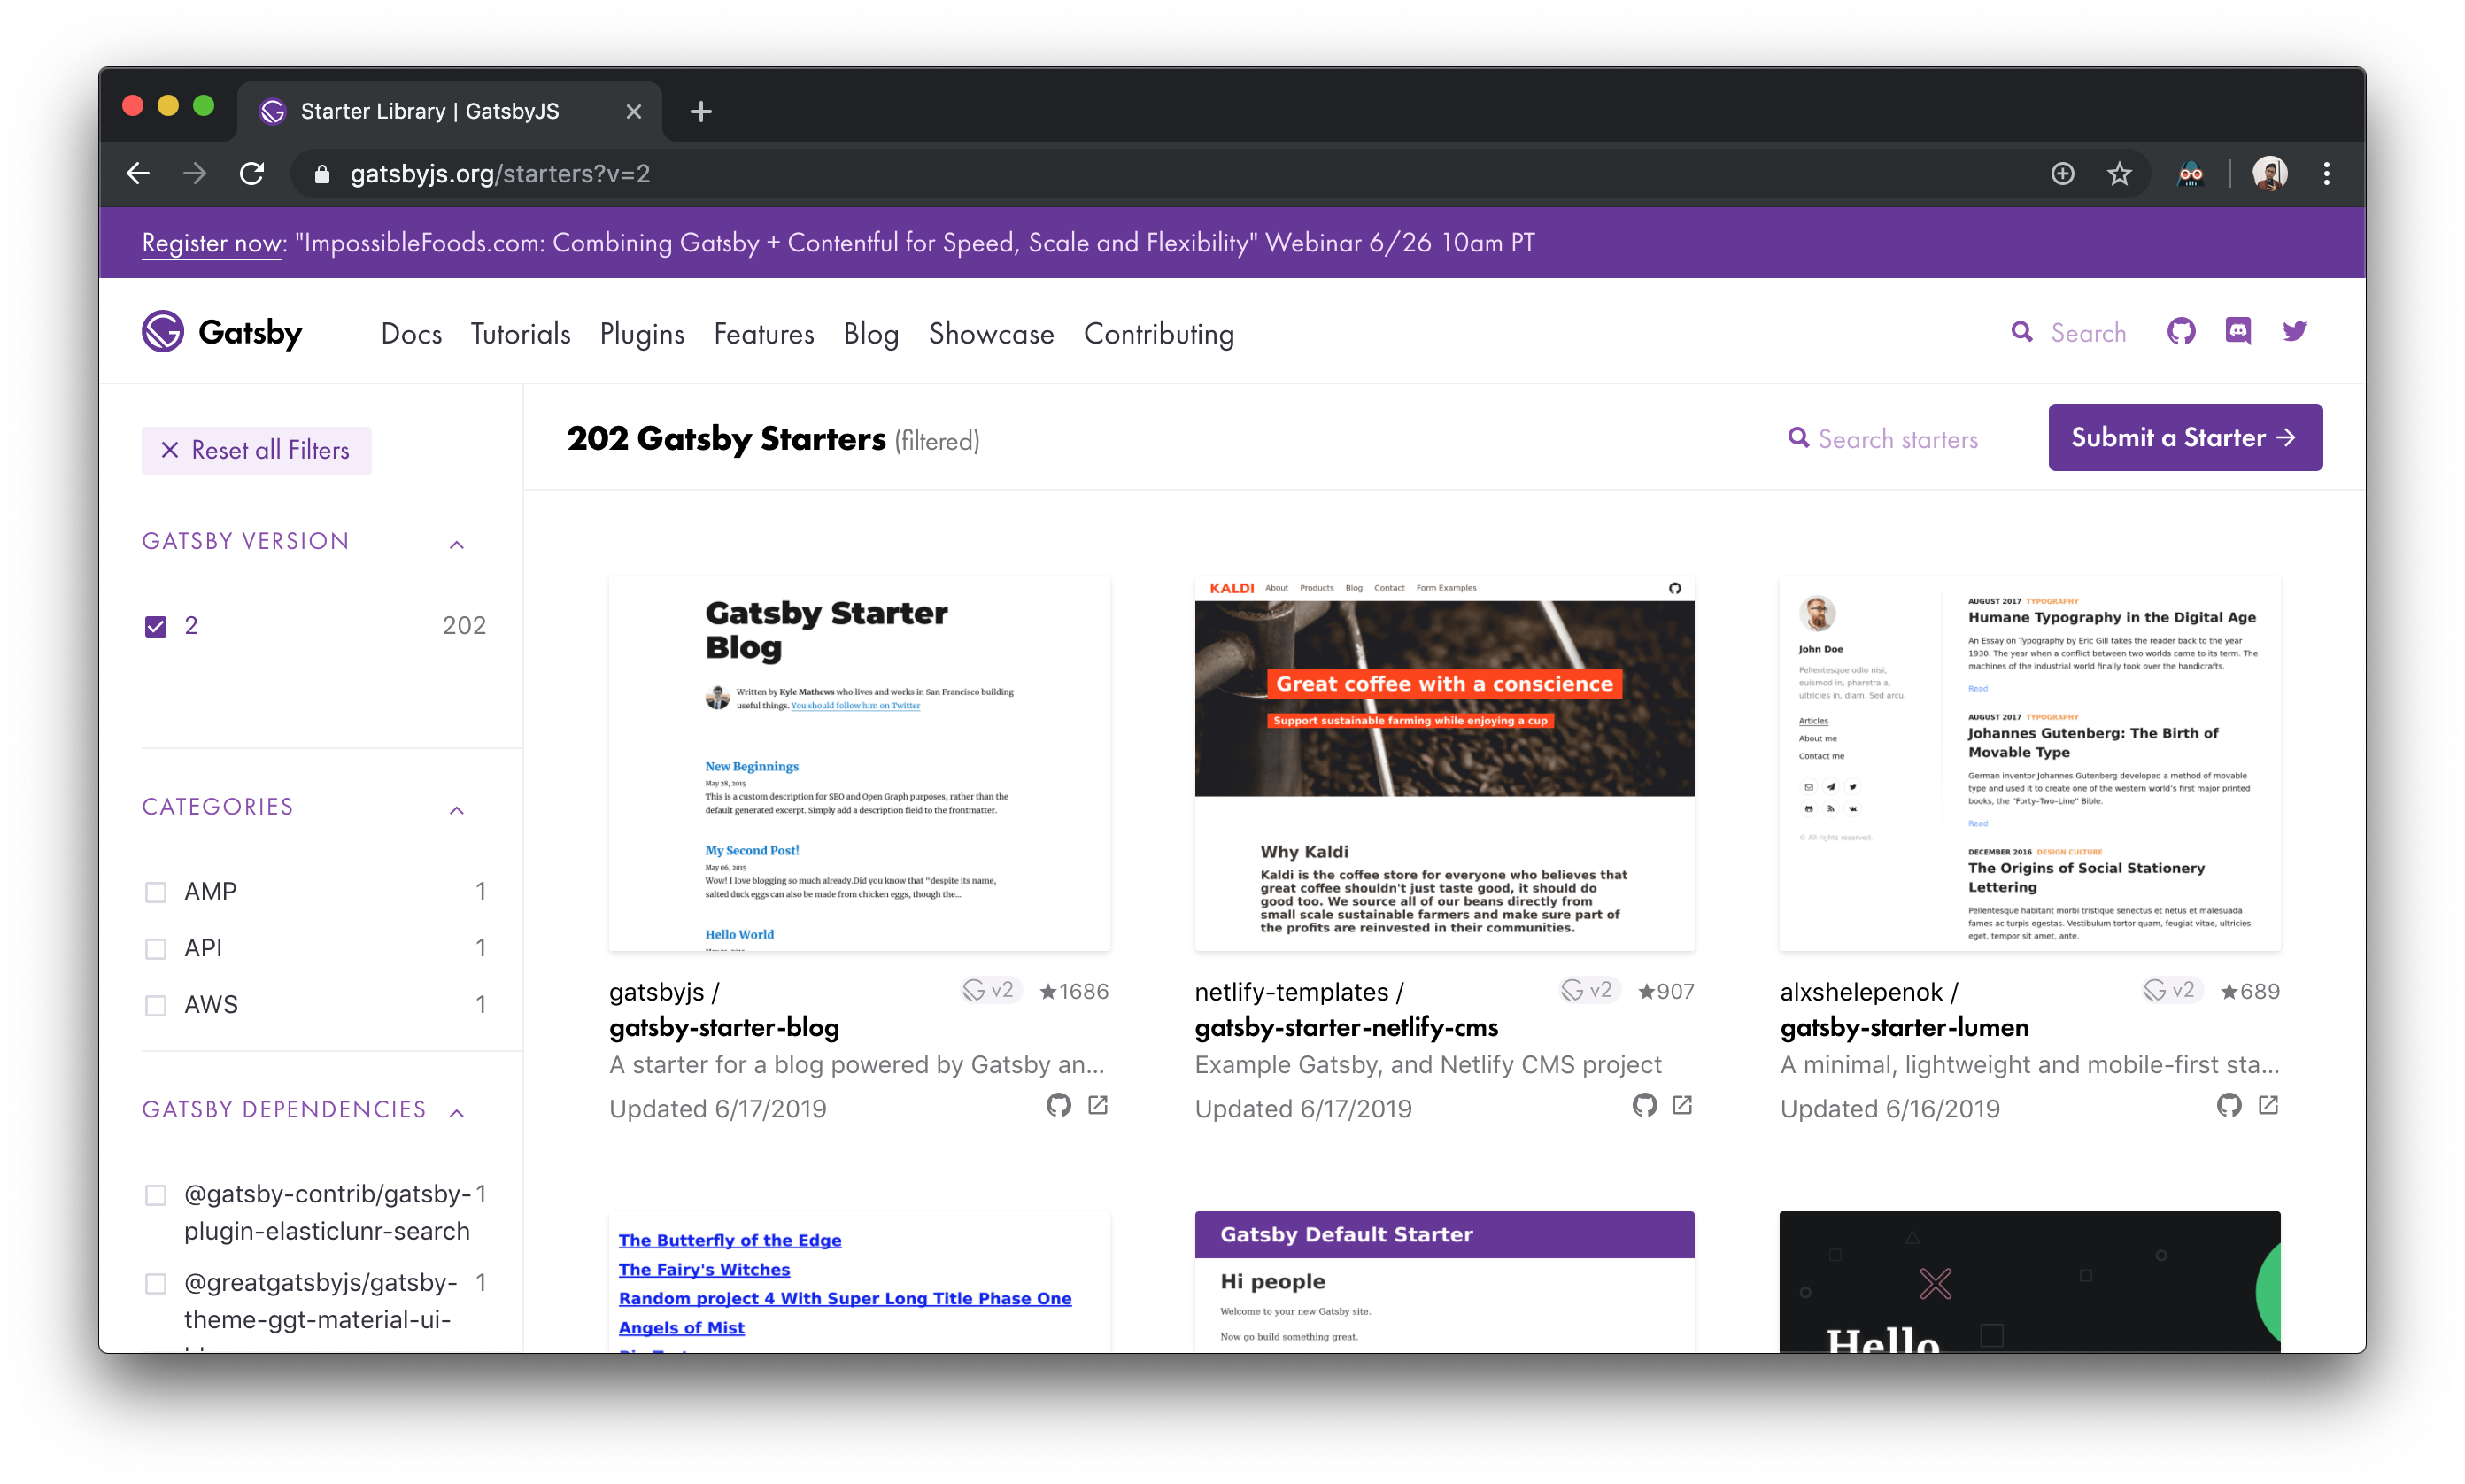 Starter Library | GatsbyJS
gatsbyjs.org/starters?v=2
Register now: "ImpossibleFoods.com: Combining Gatsby + Contentful for Speed, Scale and Flexibility" Webinar 6/26 10am PT
Gatsby
Docs Tutorials Plugins Features Blog Showcase Contributing
Search
Reset all Filters
GATSBY VERSION
2 202
CATEGORIES
AMP 1
API 1
AWS 1
GATSBY DEPENDENCIES
@gatsby-contrib/gatsby- 1
plugin-elasticlunr-search
@greatgatsbyjs/gatsby- 1
theme-ggt-material-ui-
202 Gatsby Starters (filtered)
Search starters
Submit a Starter →
Gatsby Starter
Blog
Written by Kyle Mathews who lives and works in San Francisco building
useful things. You should follow him on Twitter
New Beginnings
May 28, 2015
This is a custom description for SEO and Open Graph purposes, rather than the
default generated excerpt. Simply add a description field to the frontmatter.
My Second Post!
May 06, 2015
Wow! I love blogging so much already.Did you know that "despite its name,
salted duck eggs can also be made from chicken eggs, though the...
Hello World
gatsbyjs /
v2 ★1686
gatsby-starter-blog
A starter for a blog powered by Gatsby an...
Updated 6/17/2019
KALDI About Products Blog Contact Form Examples
Great coffee with a conscience
Support sustainable farming while enjoying a cup
Why Kaldi
Kaldi is the coffee store for everyone who believes that
great coffee shouldn't just taste good, it should do
good too. We source all of our beans directly from
small scale sustainable farmers and make sure part of
the profits are reinvested in their communities.
netlify-templates /
v2 ★907
gatsby-starter-netlify-cms
Example Gatsby, and Netlify CMS project
Updated 6/17/2019
John Doe
Pellentesque odio nisi,
euismod in, pharetra a,
ultricies in, diam. Sed arcu.
Articles
About me
Contact me
© All rights reserved.
AUGUST 2017 TYPOGRAPHY
Humane Typography in the Digital Age
An Essay on Typography by Eric Gill takes the reader back to the year
1930. The year when a conflict between two worlds came to its term. The
machines of the industrial world finally took over the handicrafts.
Read
AUGUST 2017 TYPOGRAPHY
Johannes Gutenberg: The Birth of
Movable Type
German inventor Johannes Gutenberg developed a method of movable
type and used it to create one of the western world's first major printed
books, the "Forty-Two-Line" Bible.
Read
DECEMBER 2016 DESIGN CULTURE
The Origins of Social Stationery
Lettering
Pellentesque habitant morbi tristique senectus et netus et malesuada
fames ac turpis egestas. Vestibulum tortor quam, feugiat vitae, ultricies
eget, tempor sit amet, ante.
alxshelepenok /
v2 ★689
gatsby-starter-lumen
A minimal, lightweight and mobile-first sta...
Updated 6/16/2019
The Butterfly of the Edge
The Fairy's Witches
Random project 4 With Super Long Title Phase One
Angels of Mist
Gatsby Default Starter
Hi people
Welcome to your new Gatsby site.
Now go build something great.
Hello